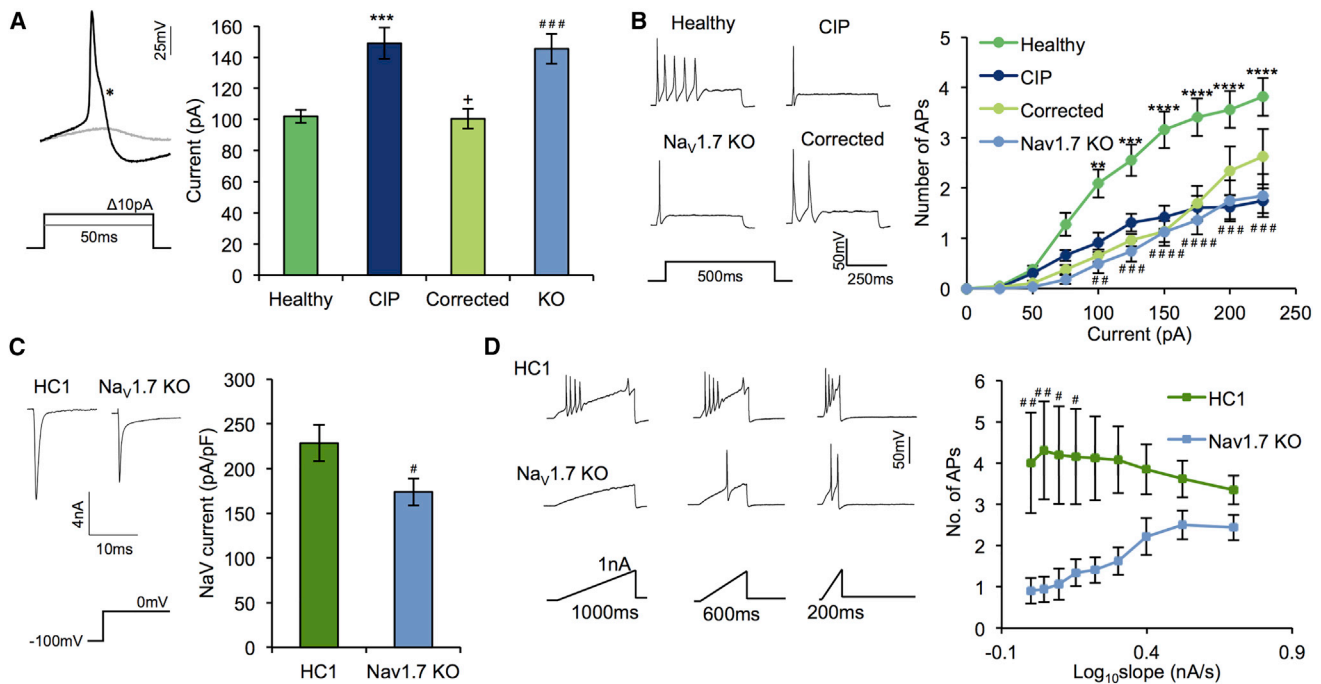 A
*
25mV
Δ10pA
50ms
Current (pA)
160
140
120
100
80
60
40
20
0
***
+
###
Healthy
CIP
Corrected
KO
B
Healthy
CIP
NaV1.7 KO
Corrected
500ms
50mV
250ms
Number of APs
5
4
3
2
1
0
Healthy
CIP
Corrected
Nav1.7 KO
** *** **** **** **** ****
## ### #### #### ### ###
0 50 100 150 200 250
Current (pA)
C
HC1
NaV1.7 KO
4nA
10ms
0mV
-100mV
NaV current (pA/pF)
300
250
200
150
100
50
0
#
HC1
Nav1.7 KO
D
HC1
NaV1.7 KO
50mV
1nA
1000ms
600ms
200ms
No. of APs
6
5
4
3
2
1
0
## ## # #
HC1
Nav1.7 KO
-0.1 0.4 0.9
Log10slope (nA/s)